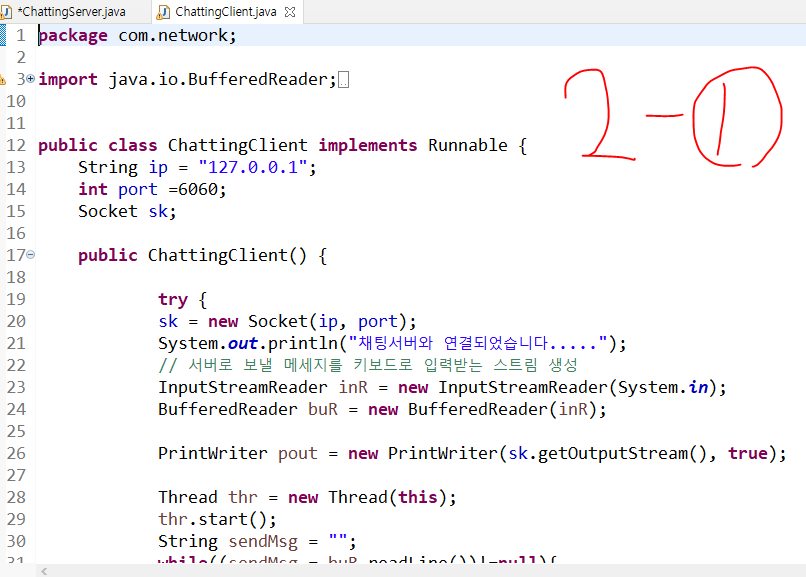 *ChattingServer.java
ChattingClient.java
1 package com.network;
2
3 import java.io.BufferedReader;
10
11
12 public class ChattingClient implements Runnable {
13 String ip = "127.0.0.1";
14 int port =6060;
15 Socket sk;
16
17 public ChattingClient() {
18
19 try {
20 sk = new Socket(ip, port);
21 System.out.println("채팅서버와 연결되었습니다.....");
22 // 서버로 보낼 메세지를 키보드로 입력받는 스트림 생성
23 InputStreamReader inR = new InputStreamReader(System.in);
24 BufferedReader buR = new BufferedReader(inR);
25
26 PrintWriter pout = new PrintWriter(sk.getOutputStream(), true);
27
28 Thread thr = new Thread(this);
29 thr.start();
30 String sendMsg = "";
31 while((sendMsg = buR.readLine())!=null){
2-①